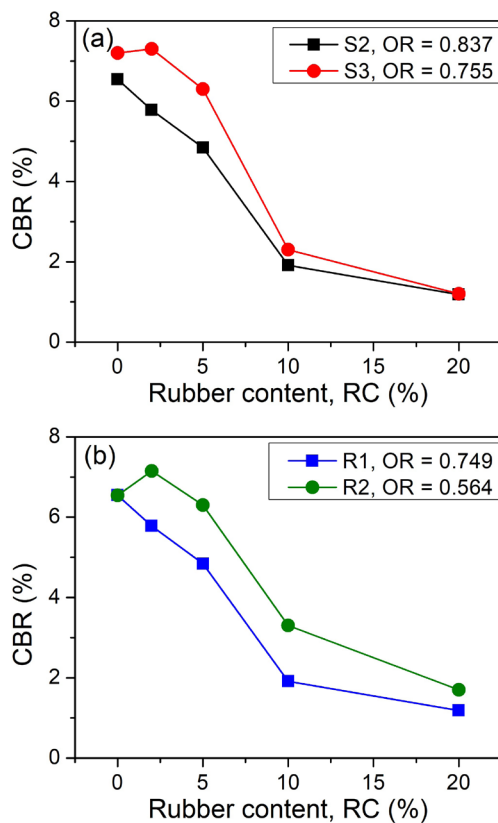 (a)
S2, OR = 0.837
S3, OR = 0.755
8
6
4
2
0
CBR (%)
0 5 10 15 20
Rubber content, RC (%)
(b)
R1, OR = 0.749
R2, OR = 0.564
8
6
4
2
0
CBR (%)
0 5 10 15 20
Rubber content, RC (%)